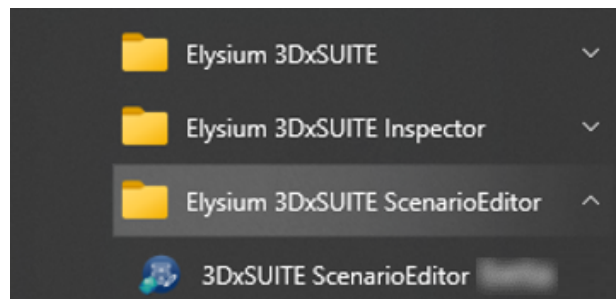 Elysium 3DxSUITE
Elysium 3DxSUITE Inspector
Elysium 3DxSUITE ScenarioEditor
3DxSUITE ScenarioEditor